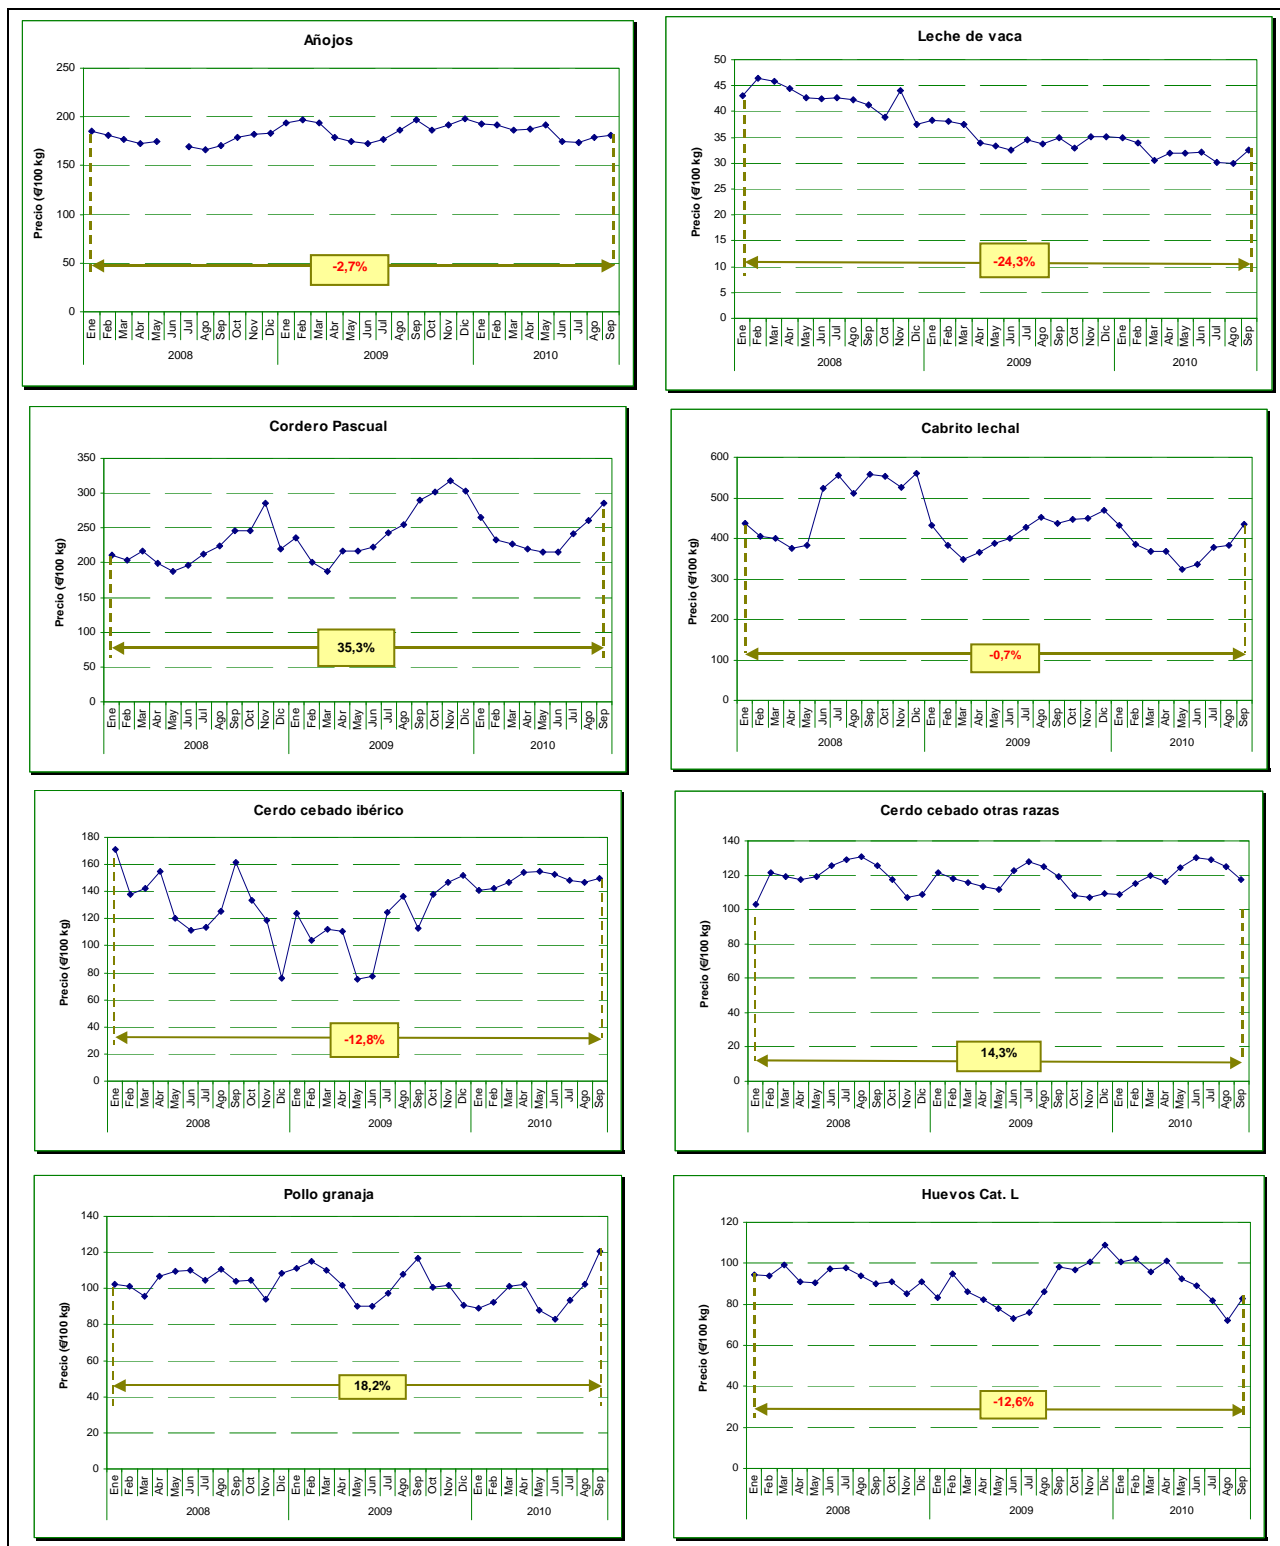 Añojos
Precio (€/100 kg)
250
200
150
100
50
0
-2,7%
Ene Feb Mar Abr May Jun Jul Ago Sep Oct Nov Dic Ene Feb Mar Abr May Jun Jul Ago Sep Oct Nov Dic Ene Feb Mar Abr May Jun Jul Ago Sep
2008 2009 2010
Leche de vaca
Precio (€/100 kg)
50
45
40
35
30
25
20
15
10
5
0
-24,3%
Ene Feb Mar Abr May Jun Jul Ago Sep Oct Nov Dic Ene Feb Mar Abr May Jun Jul Ago Sep Oct Nov Dic Ene Feb Mar Abr May Jun Jul Ago Sep
2008 2009 2010
Cordero Pascual
Precio (€/100 kg)
350
300
250
200
150
100
50
0
35,3%
Ene Feb Mar Abr May Jun Jul Ago Sep Oct Nov Dic Ene Feb Mar Abr May Jun Jul Ago Sep Oct Nov Dic Ene Feb Mar Abr May Jun Jul Ago Sep
2008 2009 2010
Cabrito lechal
Precio (€/100 kg)
600
500
400
300
200
100
0
-0,7%
Ene Feb Mar Abr May Jun Jul Ago Sep Oct Nov Dic Ene Feb Mar Abr May Jun Jul Ago Sep Oct Nov Dic Ene Feb Mar Abr May Jun Jul Ago Sep
2008 2009 2010
Cerdo cebado ibérico
Precio (€/100 kg)
180
160
140
120
100
80
60
40
20
0
-12,8%
Ene Feb Mar Abr May Jun Jul Ago Sep Oct Nov Dic Ene Feb Mar Abr May Jun Jul Ago Sep Oct Nov Dic Ene Feb Mar Abr May Jun Jul Ago Sep
2008 2009 2010
Cerdo cebado otras razas
Precio (€/100 kg)
140
120
100
80
60
40
20
0
14,3%
Ene Feb Mar Abr May Jun Jul Ago Sep Oct Nov Dic Ene Feb Mar Abr May Jun Jul Ago Sep Oct Nov Dic Ene Feb Mar Abr May Jun Jul Ago Sep
2008 2009 2010
Pollo granaja
Precio (€/100 kg)
140
120
100
80
60
40
20
0
18,2%
Ene Feb Mar Abr May Jun Jul Ago Sep Oct Nov Dic Ene Feb Mar Abr May Jun Jul Ago Sep Oct Nov Dic Ene Feb Mar Abr May Jun Jul Ago Sep
2008 2009 2010
Huevos Cat. L
Precio (€/100 kg)
120
100
80
60
40
20
0
-12,6%
Ene Feb Mar Abr May Jun Jul Ago Sep Oct Nov Dic Ene Feb Mar Abr May Jun Jul Ago Sep Oct Nov Dic Ene Feb Mar Abr May Jun Jul Ago Sep
2008 2009 2010